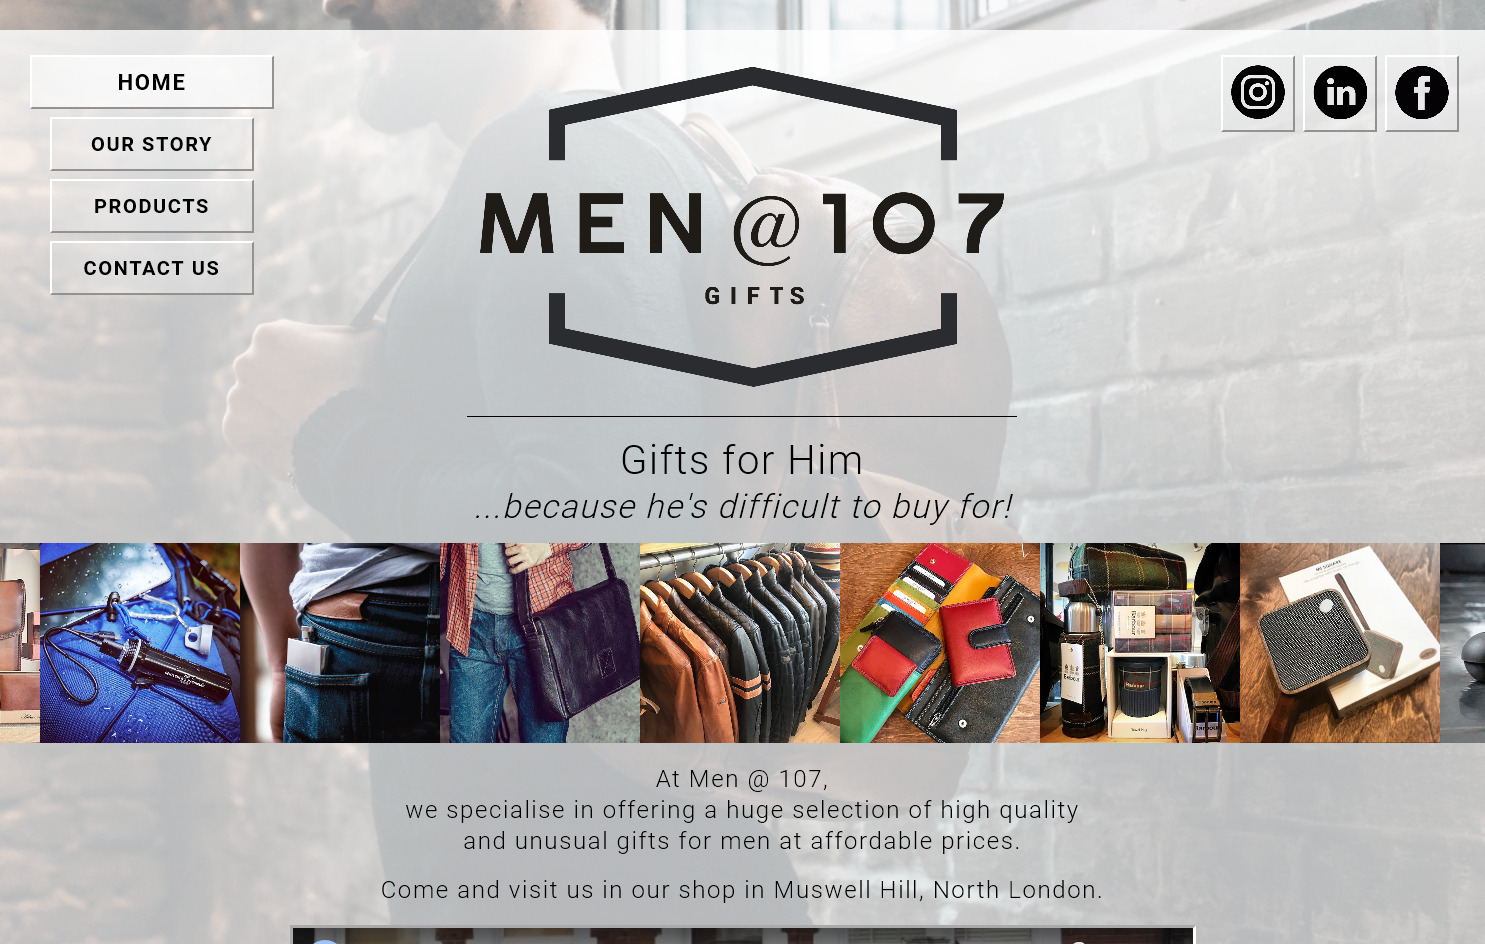 HOME
OUR STORY
PRODUCTS
CONTACT US
MEN@107
GIFTS
Gifts for Him
...because he's difficult to buy for!
At Men @ 107,
we specialise in offering a huge selection of high quality
and unusual gifts for men at affordable prices.
Come and visit us in our shop in Muswell Hill, North London.